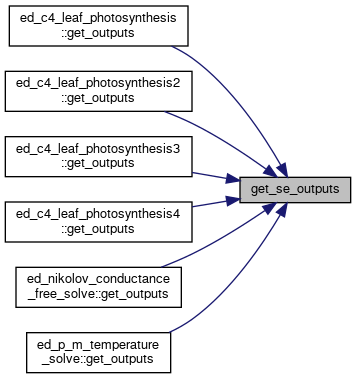 ed_c4_leaf_photosynthesis
::get_outputs
ed_c4_leaf_photosynthesis2
::get_outputs
ed_c4_leaf_photosynthesis3
::get_outputs
get_se_outputs
ed_c4_leaf_photosynthesis4
::get_outputs
ed_nikolov_conductance
_free_solve::get_outputs
ed_p_m_temperature
_solve::get_outputs